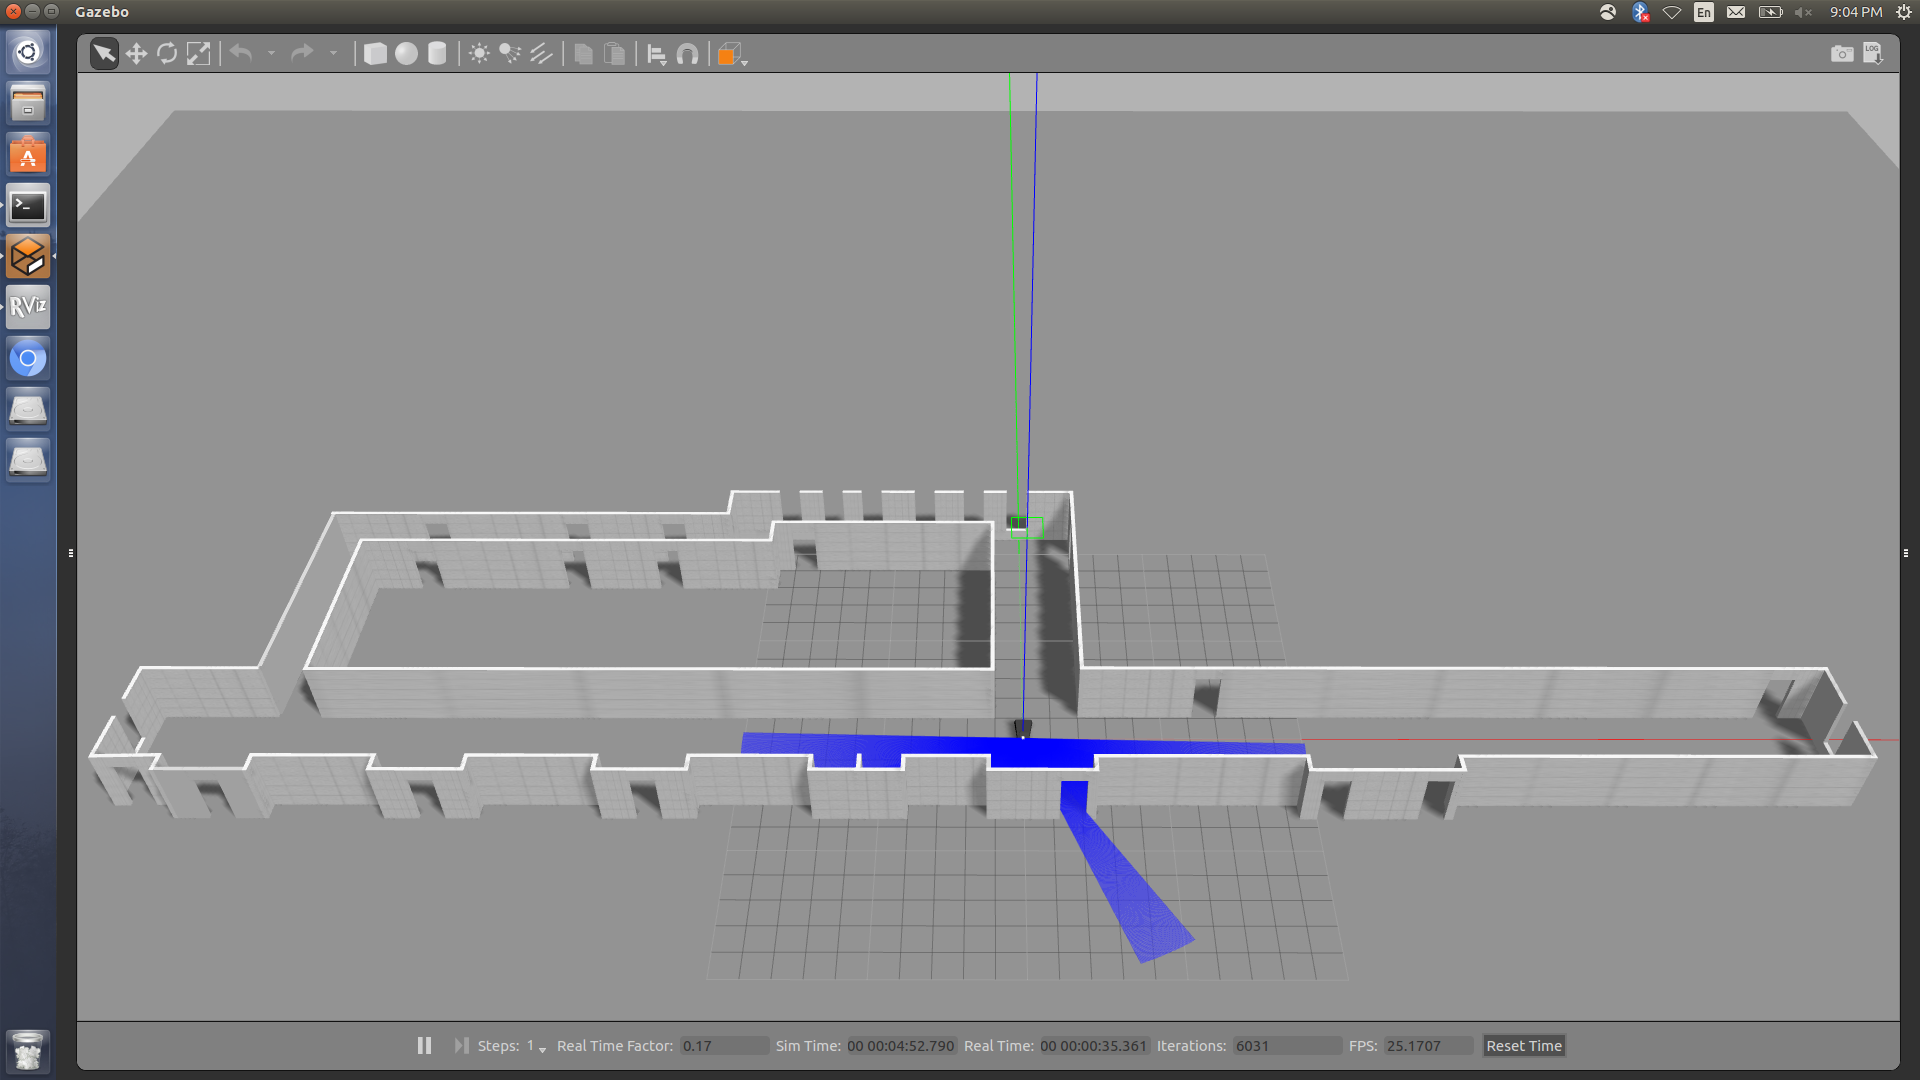 Gazebo
En
9:04 PM
LOG
>_
RViz
Steps: 1
Real Time Factor: 0.17
Sim Time: 00 00:04:52.790
Real Time: 00 00:00:35.361
Iterations: 6031
FPS: 25.1707
Reset Time